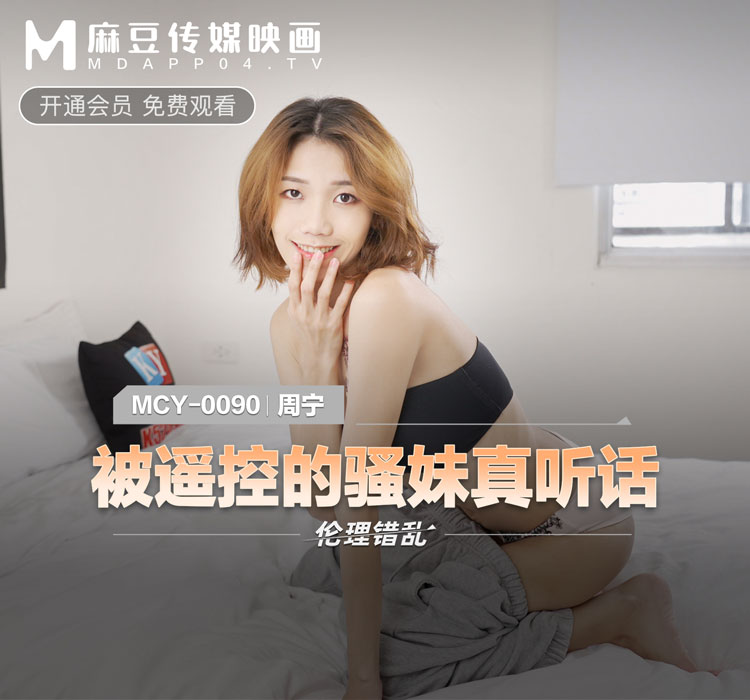 麻豆传媒映画
MDAPP04.TV
开通会员 免费观看
KY
MCY-0090 | 周宁
被遥控的骚妹真听话
伦理错乱